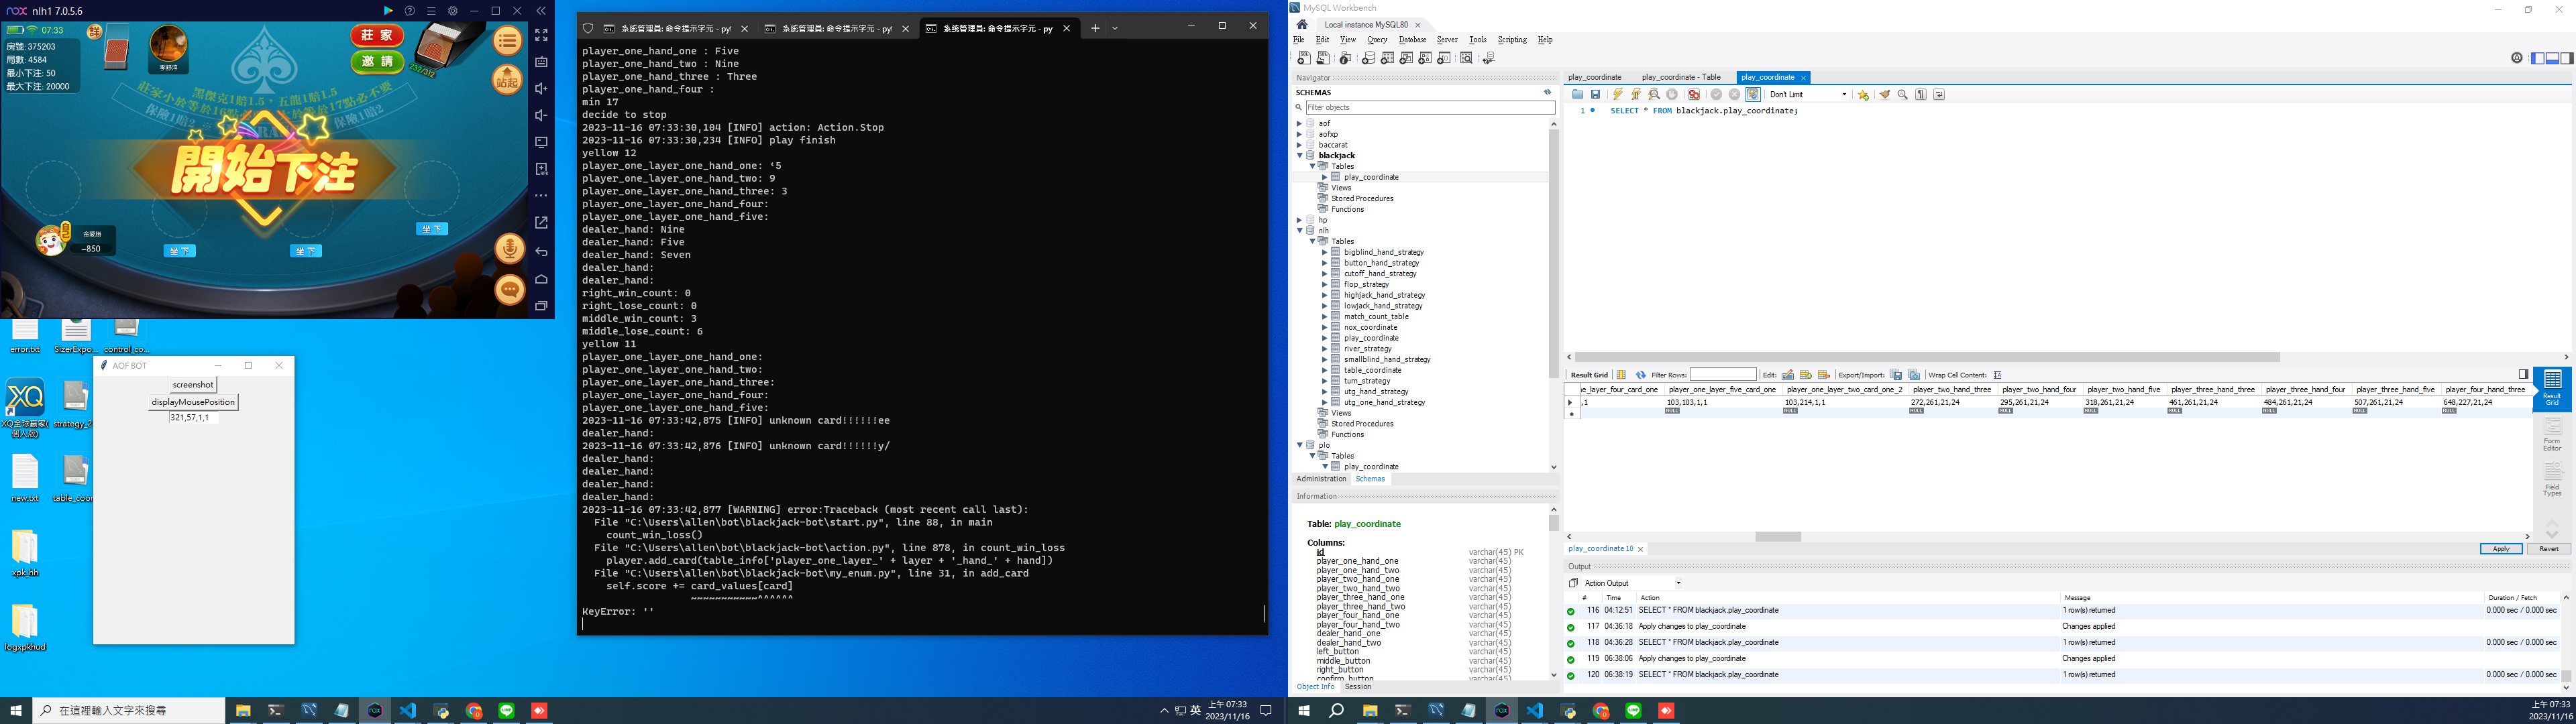 nox nlh1 7.0.5.6
07:33
房號: 375203
局數: 4584
最小下注: 50
最大下注: 20000
詳
莊 家
邀 請
232/312
站起
黑傑克1賠1.5，五龍1賠1.5
保險1賠2
保險1賠2
開始下注
自己
-850
坐 下
坐 下
坐 下
error.txt
SizerExpo...
control_co...
XQ全球贏家(個人版)
strategy_2
new.txt
table_coor
xpk_hh
logxpkhud
AOF BOT
screenshot
displayMousePosition
321,57,1,1
系統管理員: 命令提示字元 - pyt
系統管理員: 命令提示字元 - pyt
系統管理員: 命令提示字元 - py
player_one_hand_one : Five
player_one_hand_two : Nine
player_one_hand_three : Three
player_one_hand_four :
min 17
decide to stop
2023-11-16 07:33:30,104 [INFO] action: Action.Stop
2023-11-16 07:33:30,234 [INFO] play finish
yellow 12
player_one_layer_one_hand_one: ‘5
player_one_layer_one_hand_two: 9
player_one_layer_one_hand_three: 3
player_one_layer_one_hand_four:
player_one_layer_one_hand_five:
dealer_hand: Nine
dealer_hand: Five
dealer_hand: Seven
dealer_hand:
dealer_hand:
right_win_count: 0
right_lose_count: 0
middle_win_count: 3
middle_lose_count: 6
yellow 11
player_one_layer_one_hand_one:
player_one_layer_one_hand_two:
player_one_layer_one_hand_three:
player_one_layer_one_hand_four:
player_one_layer_one_hand_five:
2023-11-16 07:33:42,875 [INFO] unknown card!!!!!!ee
dealer_hand:
2023-11-16 07:33:42,876 [INFO] unknown card!!!!!!y/
dealer_hand:
dealer_hand:
dealer_hand:
dealer_hand:
2023-11-16 07:33:42,877 [WARNING] error:Traceback (most recent call last):
File "C:\Users\allen\bot\blackjack-bot\start.py", line 88, in main
count_win_loss()
File "C:\Users\allen\bot\blackjack-bot\action.py", line 878, in count_win_loss
player.add_card(table_info['player_one_layer_' + layer + '_hand_' + hand])
File "C:\Users\allen\bot\blackjack-bot\my_enum.py", line 31, in add_card
self.score += card_values[card]
~~~~~~~~~~~^^^^^^
KeyError: ''
MySQL Workbench
Local instance MySQL80
File Edit View Query Database Server Tools Scripting Help
Navigator
SCHEMAS
Filter objects
aof
aofxp
baccarat
blackjack
Tables
play_coordinate
Views
Stored Procedures
Functions
hp
nlh
Tables
bigblind_hand_strategy
button_hand_strategy
cutoff_hand_strategy
flop_strategy
highjack_hand_strategy
lowjack_hand_strategy
match_count_table
nox_coordinate
play_coordinate
river_strategy
smallblind_hand_strategy
table_coordinate
turn_strategy
utg_hand_strategy
utg_one_hand_strategy
Views
Stored Procedures
Functions
plo
Tables
play_coordinate
Administration Schemas
Information
Table: play_coordinate
Columns:
id varchar(45) PK
player_one_hand_one varchar(45)
player_one_hand_two varchar(45)
player_two_hand_one varchar(45)
player_two_hand_two varchar(45)
player_three_hand_one varchar(45)
player_three_hand_two varchar(45)
player_four_hand_one varchar(45)
player_four_hand_two varchar(45)
dealer_hand_one varchar(45)
dealer_hand_two varchar(45)
left_button varchar(45)
middle_button varchar(45)
right_button varchar(45)
confirm_button varchar(45)
Object Info Session
play_coordinate play_coordinate - Table play_coordinate
Don't Limit
1 SELECT * FROM blackjack.play_coordinate;
Result Grid Filter Rows: Edit: Export/Import: Wrap Cell Content:
ne_layer_four_card_one player_one_layer_five_card_one player_one_layer_two_card_one_2 player_two_hand_three player_two_hand_four player_two_hand_five player_three_hand_three player_three_hand_four player_three_hand_five player_four_hand_three
,1,1 103,103,1,1 103,214,1,1 272,261,21,24 295,261,21,24 318,261,21,24 461,261,21,24 484,261,21,24 507,261,21,24 648,227,21,24
NULL NULL NULL NULL NULL NULL NULL NULL NULL
Result Grid
Form Editor
Field Types
play_coordinate 10
Apply Revert
Output
Action Output
# Time Action Message Duration / Fetch
116 04:12:51 SELECT * FROM blackjack.play_coordinate 1 row(s) returned 0.000 sec / 0.000 sec
117 04:36:18 Apply changes to play_coordinate Changes applied
118 04:36:28 SELECT * FROM blackjack.play_coordinate 1 row(s) returned 0.000 sec / 0.000 sec
119 06:38:06 Apply changes to play_coordinate Changes applied
120 06:38:19 SELECT * FROM blackjack.play_coordinate 1 row(s) returned 0.000 sec / 0.000 sec
在這裡輸入文字來搜尋
英
上午 07:33
2023/11/16
上午 07:33
2023/11/16